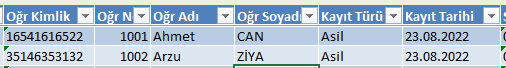 Öğr Kimlik Öğr N Öğr Adı Öğr Soyad Kayıt Türü Kayıt Tarihi
16541616522 1001 Ahmet CAN Asil 23.08.2022
35146353132 1002 Arzu ZİYA Asil 23.08.2022